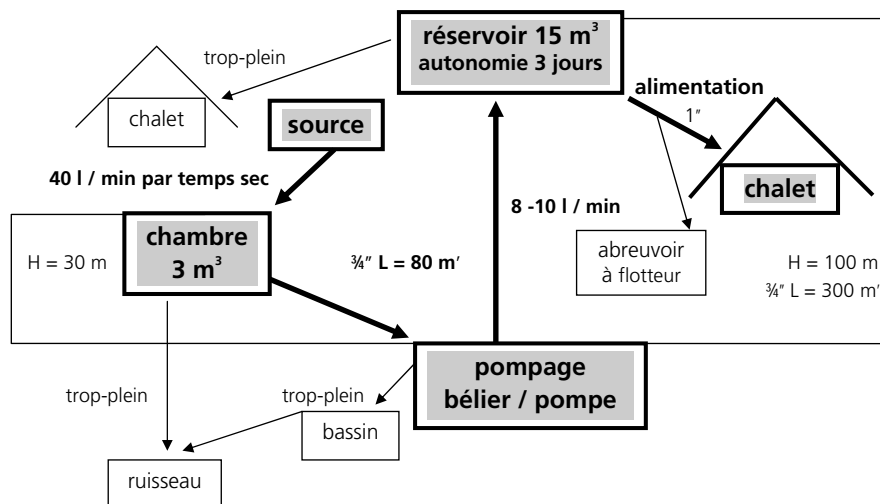 réservoir 15 m³
autonomie 3 jours
trop-plein
alimentation
1″
chalet
source
chalet
40 l / min par temps sec
8 -10 l / min
chambre
3 m³
H = 30 m
¾″ L = 80 m′
abreuvoir
à flotteur
H = 100 m
¾″ L = 300 m′
pompage
bélier / pompe
trop-plein
trop-plein
bassin
ruisseau